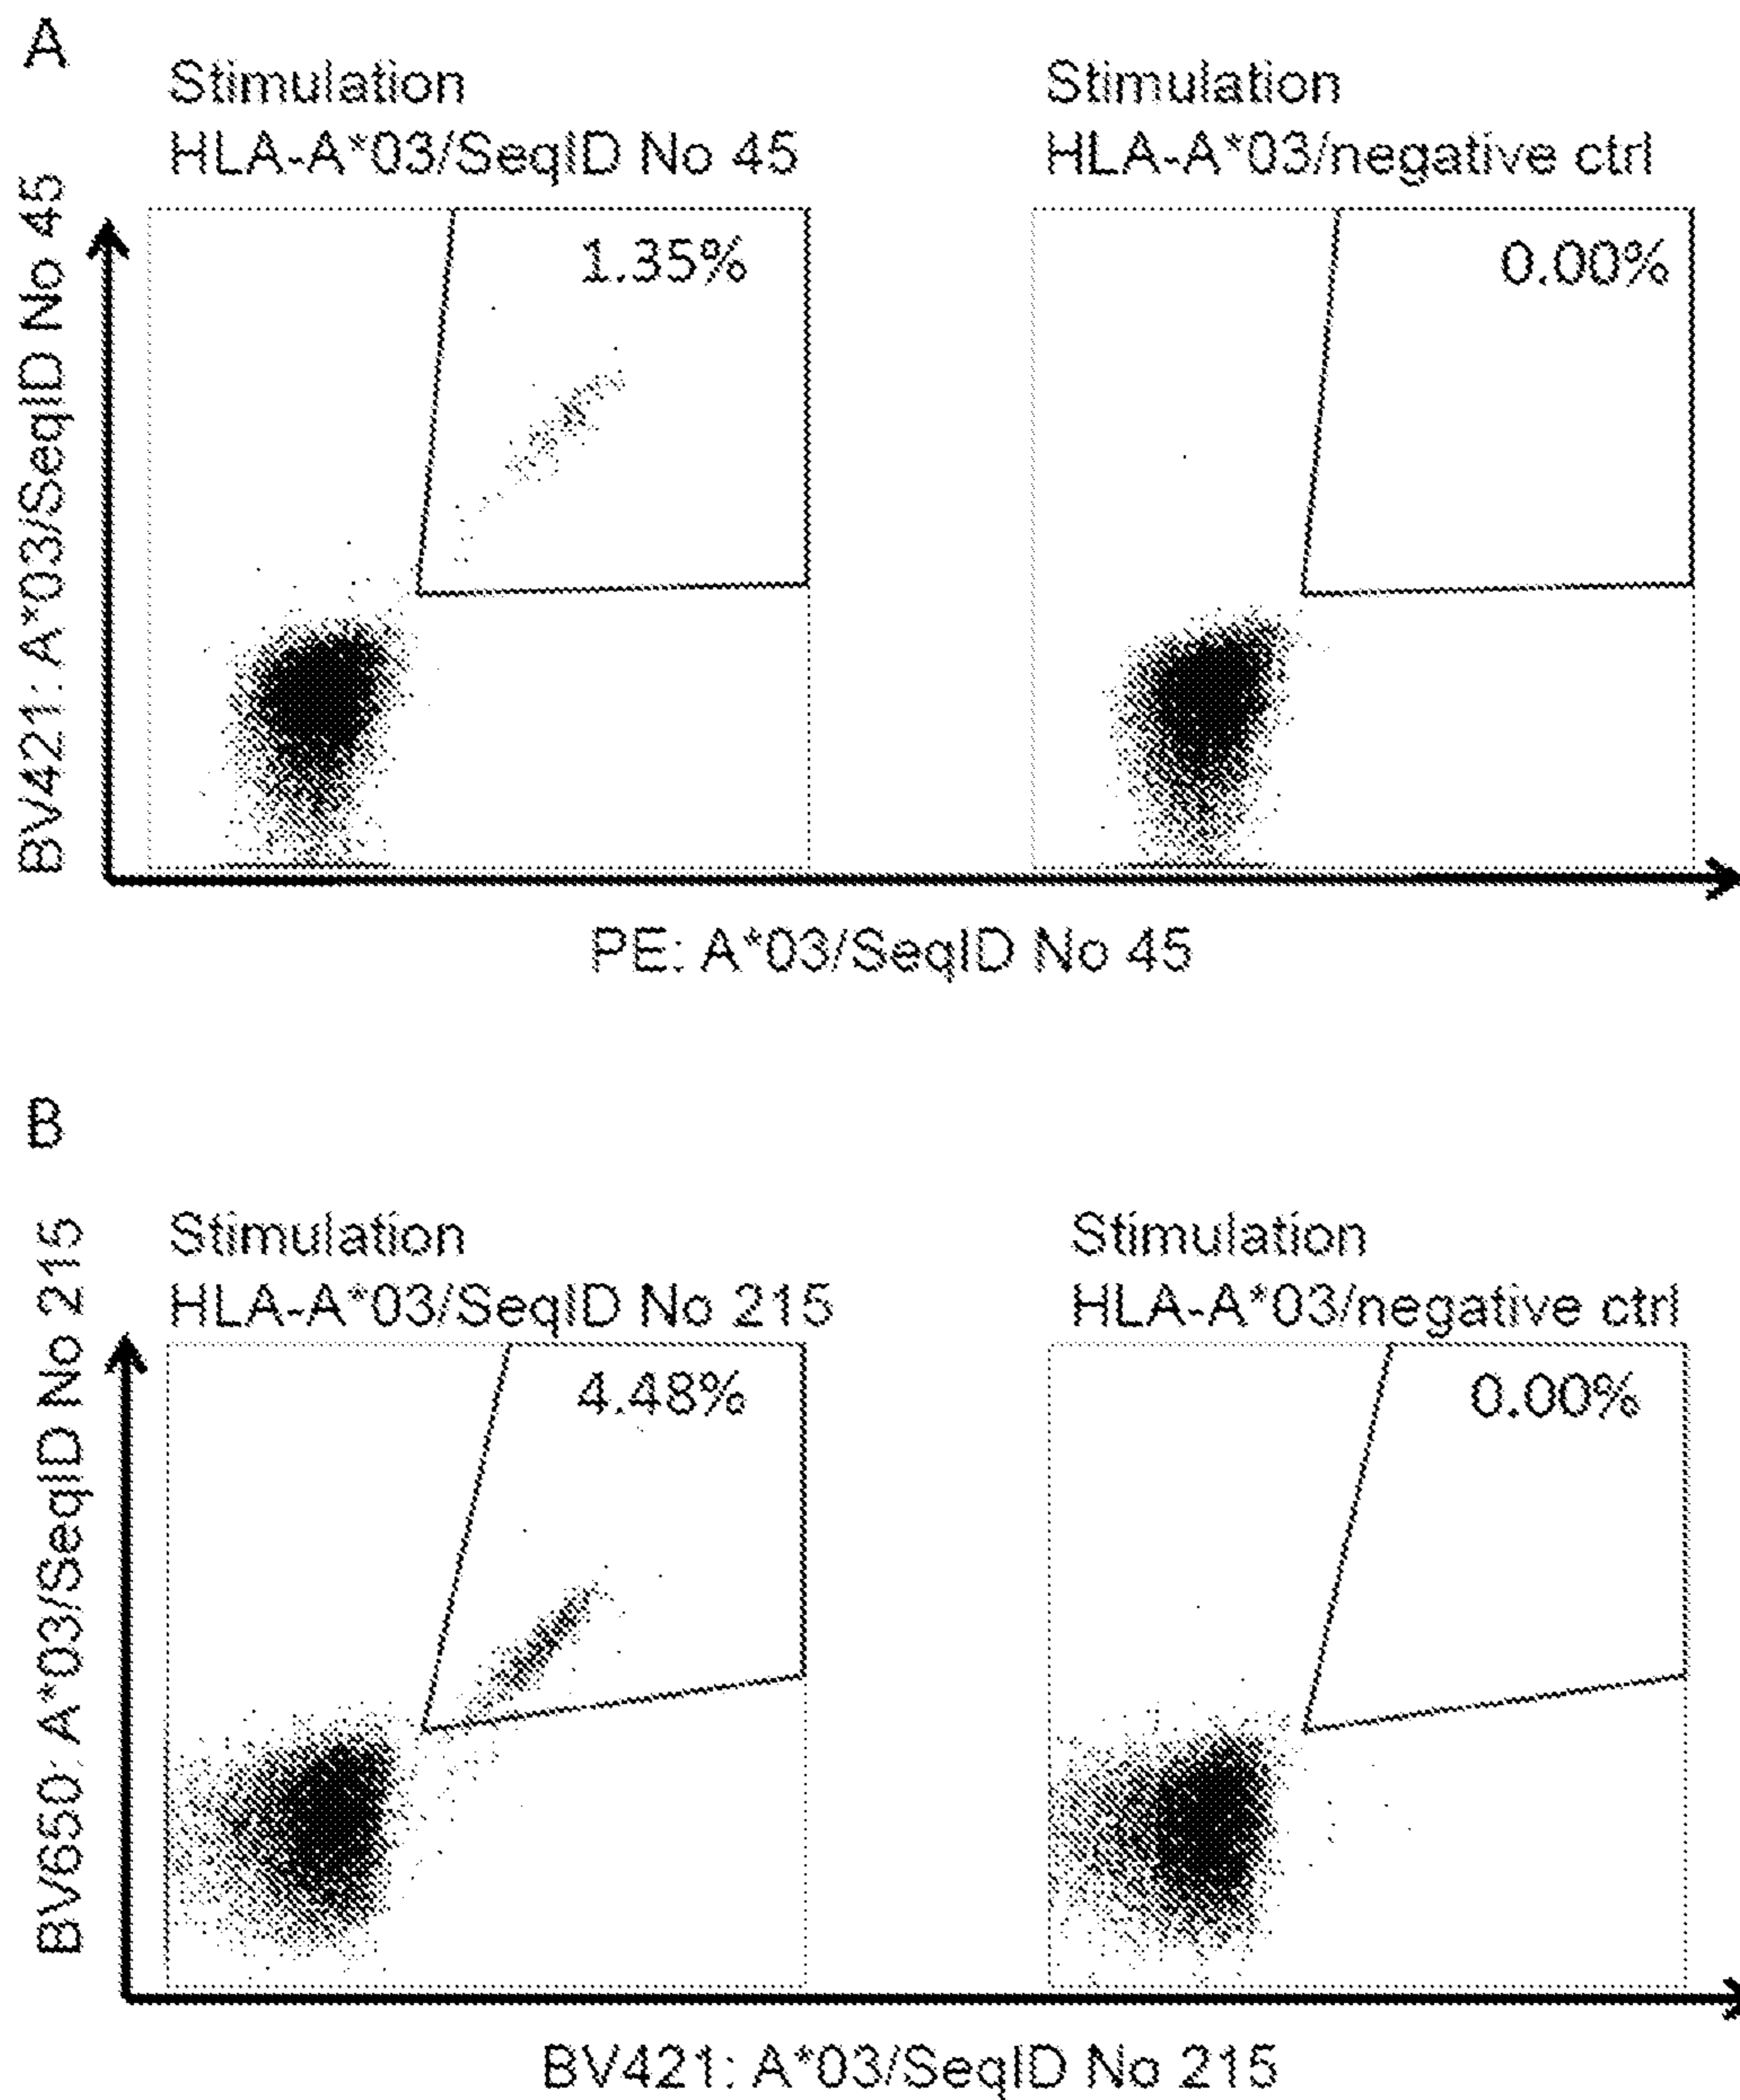 A
Stimulation
HLA-A*03/SeqID No 45
Stimulation
HLA-A*03/negative ctrl
BV421: A*03/SeqID No 45
1.35%
0.00%
PE: A*03/SeqID No 45
B
Stimulation
HLA-A*03/SeqID No 215
Stimulation
HLA-A*03/negative ctrl
BV650: A*03/SeqID No 215
4.48%
0.00%
BV421: A*03/SeqID No 215